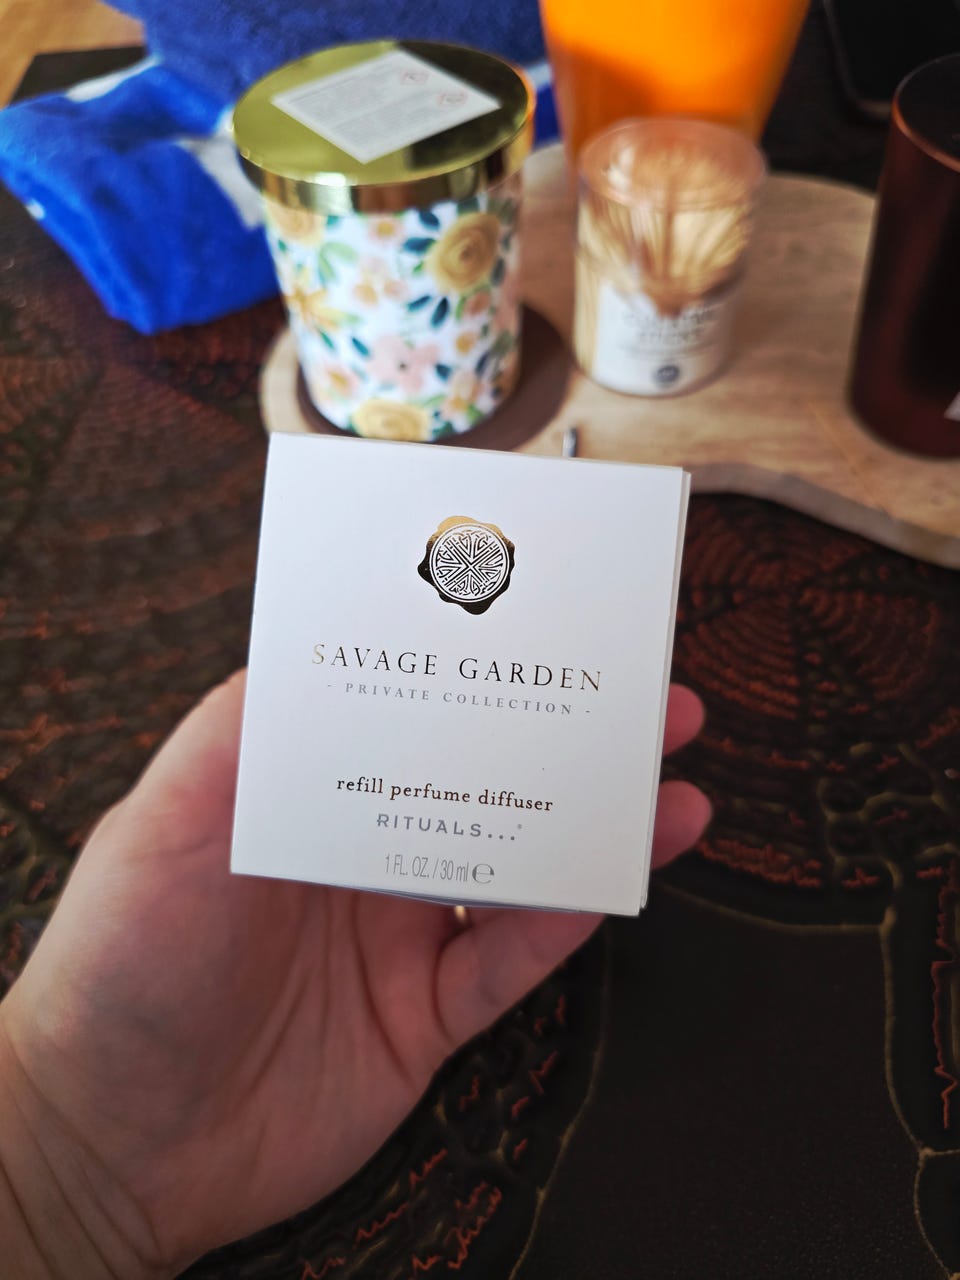 SAVAGE GARDEN
- PRIVATE COLLECTION -
refill perfume diffuser
RITUALS...®
1 FL. OZ. / 30 ml ℮